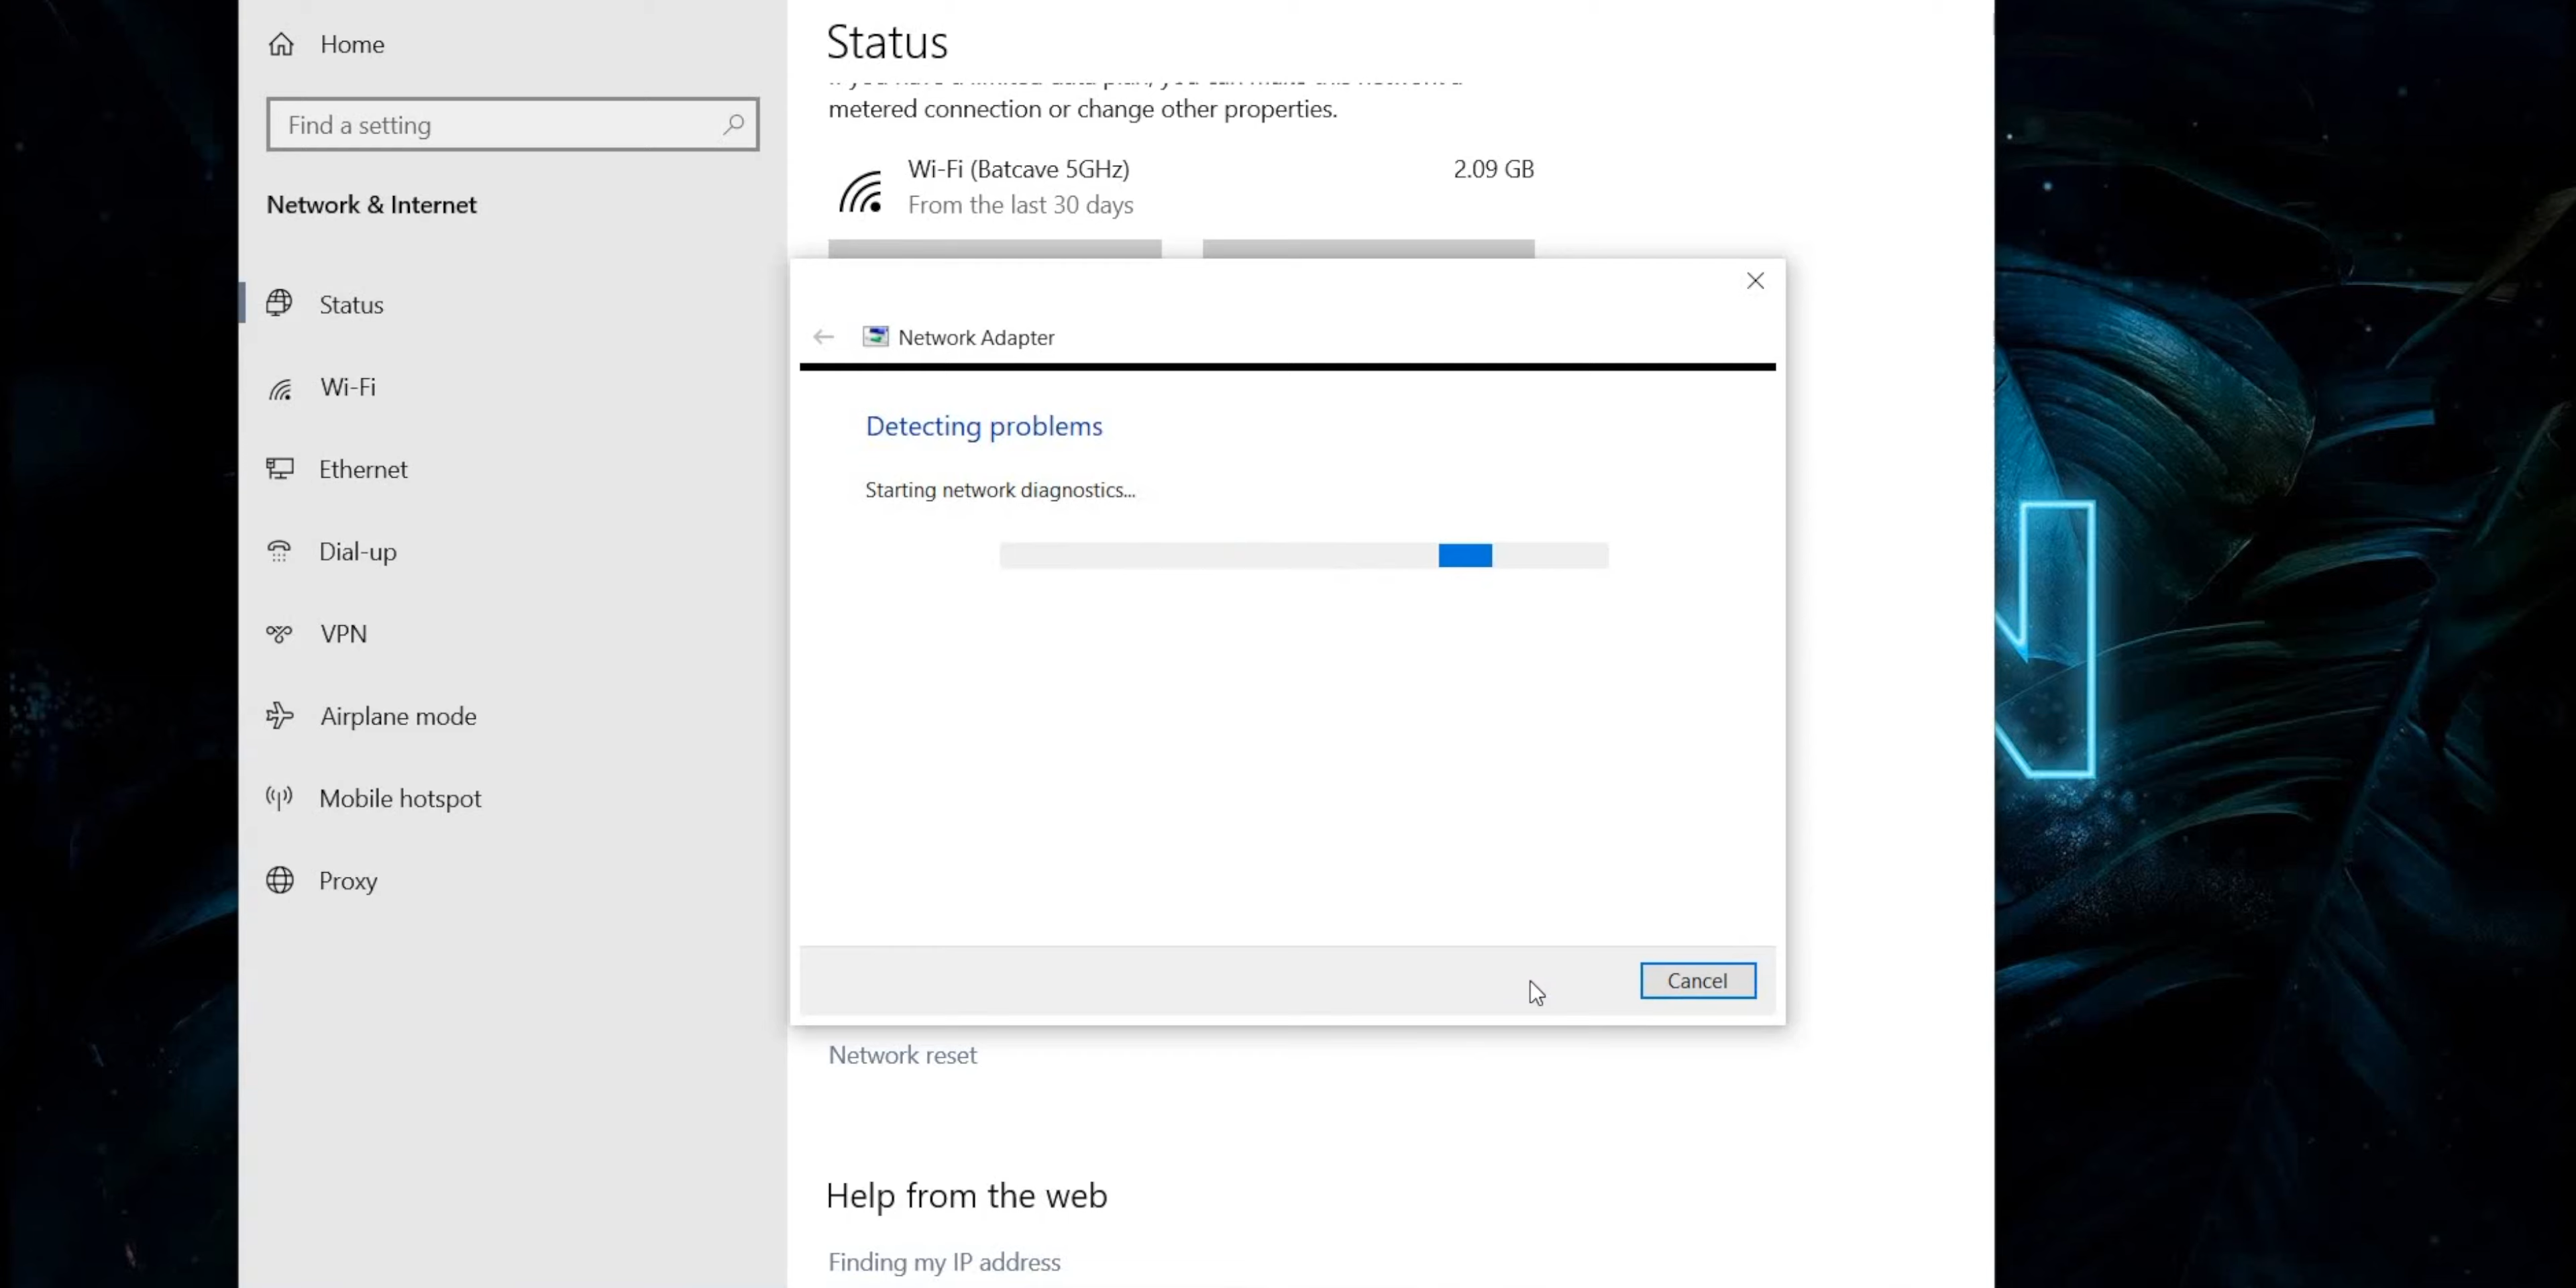 Home
Find a setting
Network & Internet
Status
Wi-Fi
Ethernet
Dial-up
VPN
Airplane mode
Mobile hotspot
Proxy
Status
metered connection or change other properties.
Wi-Fi (Batcave 5GHz)
2.09 GB
From the last 30 days
Network Adapter
Detecting problems
Starting network diagnostics...
Cancel
Network reset
Help from the web
Finding my IP address